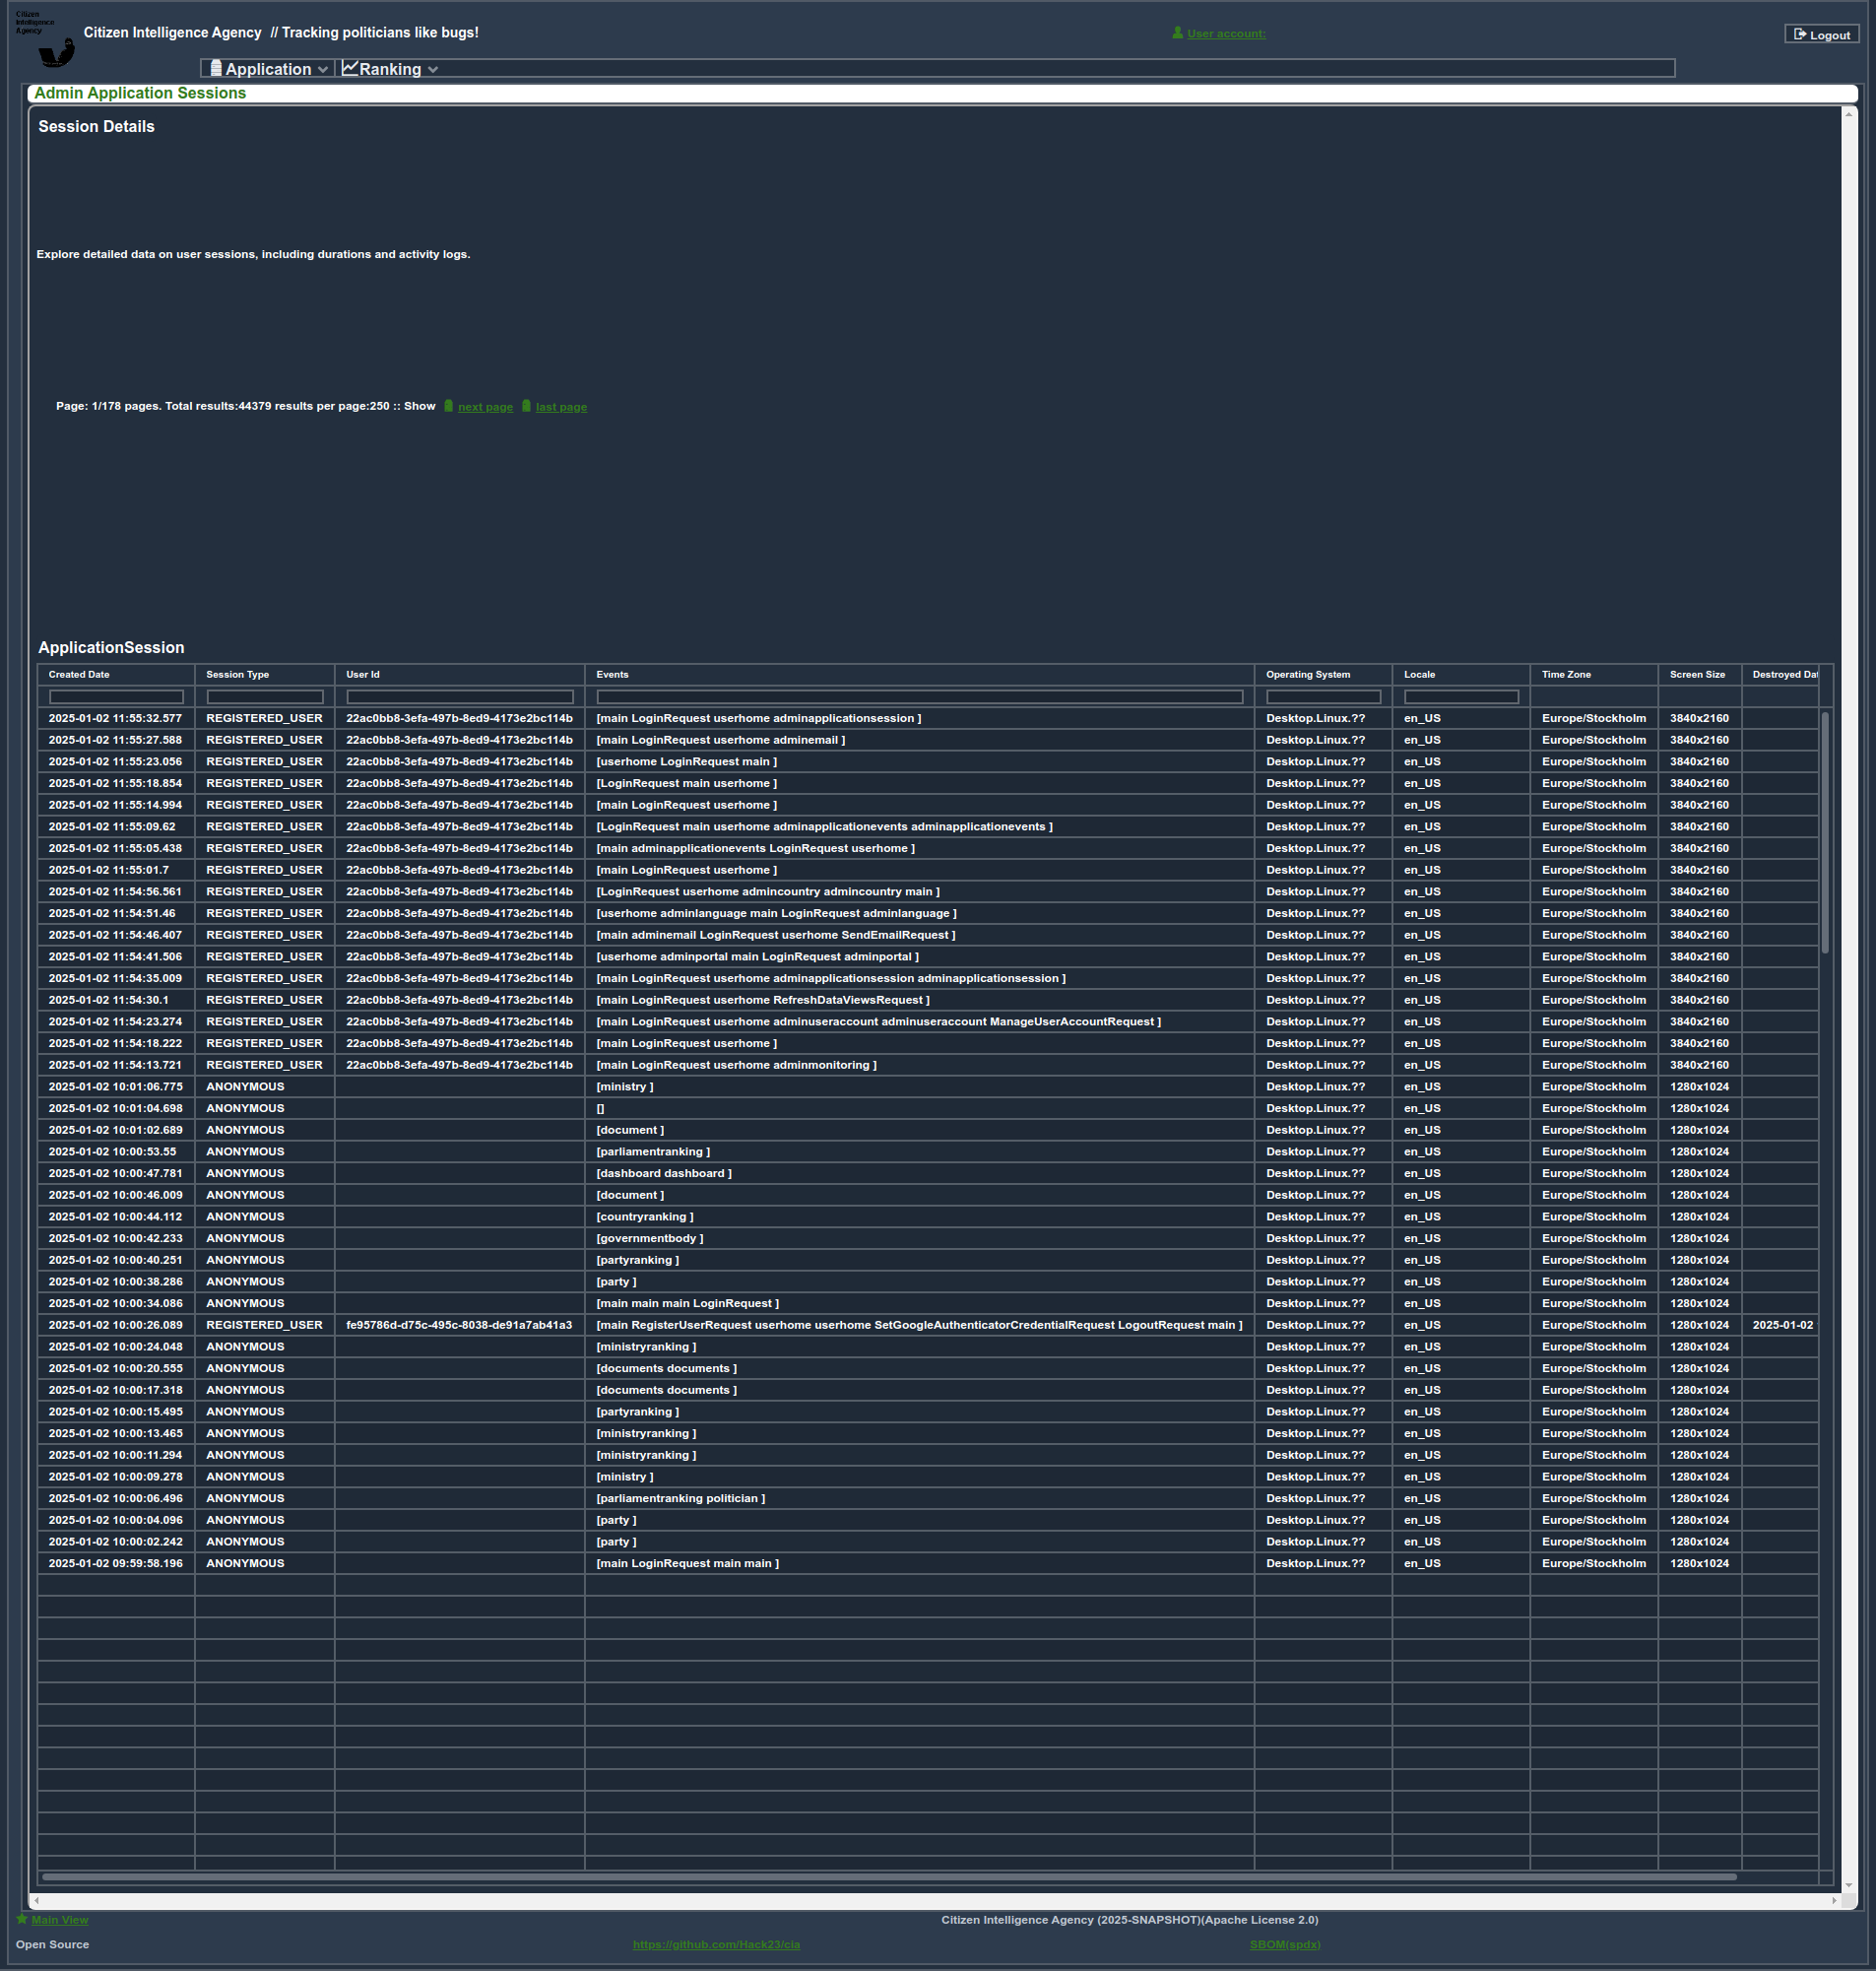 Citizen
Intelligence
Agency
Citizen Intelligence Agency // Tracking politicians like bugs!
User account:
Logout
Application Ranking
Admin Application Sessions
Session Details
Explore detailed data on user sessions, including durations and activity logs.
Page: 1/178 pages. Total results:44379 results per page:250 :: Show next page last page
ApplicationSession
Created Date Session Type User Id Events Operating System Locale Time Zone Screen Size Destroyed Dat
2025-01-02 11:55:32.577 REGISTERED_USER 22ac0bb8-3efa-497b-8ed9-4173e2bc114b [main LoginRequest userhome adminapplicationsession ] Desktop.Linux.?? en_US Europe/Stockholm 3840x2160
2025-01-02 11:55:27.588 REGISTERED_USER 22ac0bb8-3efa-497b-8ed9-4173e2bc114b [main LoginRequest userhome adminemail ] Desktop.Linux.?? en_US Europe/Stockholm 3840x2160
2025-01-02 11:55:23.056 REGISTERED_USER 22ac0bb8-3efa-497b-8ed9-4173e2bc114b [userhome LoginRequest main ] Desktop.Linux.?? en_US Europe/Stockholm 3840x2160
2025-01-02 11:55:18.854 REGISTERED_USER 22ac0bb8-3efa-497b-8ed9-4173e2bc114b [LoginRequest main userhome ] Desktop.Linux.?? en_US Europe/Stockholm 3840x2160
2025-01-02 11:55:14.994 REGISTERED_USER 22ac0bb8-3efa-497b-8ed9-4173e2bc114b [main LoginRequest userhome ] Desktop.Linux.?? en_US Europe/Stockholm 3840x2160
2025-01-02 11:55:09.62 REGISTERED_USER 22ac0bb8-3efa-497b-8ed9-4173e2bc114b [LoginRequest main userhome adminapplicationevents adminapplicationevents ] Desktop.Linux.?? en_US Europe/Stockholm 3840x2160
2025-01-02 11:55:05.438 REGISTERED_USER 22ac0bb8-3efa-497b-8ed9-4173e2bc114b [main adminapplicationevents LoginRequest userhome ] Desktop.Linux.?? en_US Europe/Stockholm 3840x2160
2025-01-02 11:55:01.7 REGISTERED_USER 22ac0bb8-3efa-497b-8ed9-4173e2bc114b [main LoginRequest userhome ] Desktop.Linux.?? en_US Europe/Stockholm 3840x2160
2025-01-02 11:54:56.561 REGISTERED_USER 22ac0bb8-3efa-497b-8ed9-4173e2bc114b [LoginRequest userhome admincountry admincountry main ] Desktop.Linux.?? en_US Europe/Stockholm 3840x2160
2025-01-02 11:54:51.46 REGISTERED_USER 22ac0bb8-3efa-497b-8ed9-4173e2bc114b [userhome adminlanguage main LoginRequest adminlanguage ] Desktop.Linux.?? en_US Europe/Stockholm 3840x2160
2025-01-02 11:54:46.407 REGISTERED_USER 22ac0bb8-3efa-497b-8ed9-4173e2bc114b [main adminemail LoginRequest userhome SendEmailRequest ] Desktop.Linux.?? en_US Europe/Stockholm 3840x2160
2025-01-02 11:54:41.506 REGISTERED_USER 22ac0bb8-3efa-497b-8ed9-4173e2bc114b [userhome adminportal main LoginRequest adminportal ] Desktop.Linux.?? en_US Europe/Stockholm 3840x2160
2025-01-02 11:54:35.009 REGISTERED_USER 22ac0bb8-3efa-497b-8ed9-4173e2bc114b [main LoginRequest userhome adminapplicationsession adminapplicationsession ] Desktop.Linux.?? en_US Europe/Stockholm 3840x2160
2025-01-02 11:54:30.1 REGISTERED_USER 22ac0bb8-3efa-497b-8ed9-4173e2bc114b [main LoginRequest userhome RefreshDataViewsRequest ] Desktop.Linux.?? en_US Europe/Stockholm 3840x2160
2025-01-02 11:54:23.274 REGISTERED_USER 22ac0bb8-3efa-497b-8ed9-4173e2bc114b [main LoginRequest userhome adminuseraccount adminuseraccount ManageUserAccountRequest ] Desktop.Linux.?? en_US Europe/Stockholm 3840x2160
2025-01-02 11:54:18.222 REGISTERED_USER 22ac0bb8-3efa-497b-8ed9-4173e2bc114b [main LoginRequest userhome ] Desktop.Linux.?? en_US Europe/Stockholm 3840x2160
2025-01-02 11:54:13.721 REGISTERED_USER 22ac0bb8-3efa-497b-8ed9-4173e2bc114b [main LoginRequest userhome adminmonitoring ] Desktop.Linux.?? en_US Europe/Stockholm 3840x2160
2025-01-02 10:01:06.775 ANONYMOUS [ministry ] Desktop.Linux.?? en_US Europe/Stockholm 1280x1024
2025-01-02 10:01:04.698 ANONYMOUS [] Desktop.Linux.?? en_US Europe/Stockholm 1280x1024
2025-01-02 10:01:02.689 ANONYMOUS [document ] Desktop.Linux.?? en_US Europe/Stockholm 1280x1024
2025-01-02 10:00:53.55 ANONYMOUS [parliamentranking ] Desktop.Linux.?? en_US Europe/Stockholm 1280x1024
2025-01-02 10:00:47.781 ANONYMOUS [dashboard dashboard ] Desktop.Linux.?? en_US Europe/Stockholm 1280x1024
2025-01-02 10:00:46.009 ANONYMOUS [document ] Desktop.Linux.?? en_US Europe/Stockholm 1280x1024
2025-01-02 10:00:44.112 ANONYMOUS [countryranking ] Desktop.Linux.?? en_US Europe/Stockholm 1280x1024
2025-01-02 10:00:42.233 ANONYMOUS [governmentbody ] Desktop.Linux.?? en_US Europe/Stockholm 1280x1024
2025-01-02 10:00:40.251 ANONYMOUS [partyranking ] Desktop.Linux.?? en_US Europe/Stockholm 1280x1024
2025-01-02 10:00:38.286 ANONYMOUS [party ] Desktop.Linux.?? en_US Europe/Stockholm 1280x1024
2025-01-02 10:00:34.086 ANONYMOUS [main main main LoginRequest ] Desktop.Linux.?? en_US Europe/Stockholm 1280x1024
2025-01-02 10:00:26.089 REGISTERED_USER fe95786d-d75c-495c-8038-de91a7ab41a3 [main RegisterUserRequest userhome userhome SetGoogleAuthenticatorCredentialRequest LogoutRequest main ] Desktop.Linux.?? en_US Europe/Stockholm 1280x1024 2025-01-02
2025-01-02 10:00:24.048 ANONYMOUS [ministryranking ] Desktop.Linux.?? en_US Europe/Stockholm 1280x1024
2025-01-02 10:00:20.555 ANONYMOUS [documents documents ] Desktop.Linux.?? en_US Europe/Stockholm 1280x1024
2025-01-02 10:00:17.318 ANONYMOUS [documents documents ] Desktop.Linux.?? en_US Europe/Stockholm 1280x1024
2025-01-02 10:00:15.495 ANONYMOUS [partyranking ] Desktop.Linux.?? en_US Europe/Stockholm 1280x1024
2025-01-02 10:00:13.465 ANONYMOUS [ministryranking ] Desktop.Linux.?? en_US Europe/Stockholm 1280x1024
2025-01-02 10:00:11.294 ANONYMOUS [ministryranking ] Desktop.Linux.?? en_US Europe/Stockholm 1280x1024
2025-01-02 10:00:09.278 ANONYMOUS [ministry ] Desktop.Linux.?? en_US Europe/Stockholm 1280x1024
2025-01-02 10:00:06.496 ANONYMOUS [parliamentranking politician ] Desktop.Linux.?? en_US Europe/Stockholm 1280x1024
2025-01-02 10:00:04.096 ANONYMOUS [party ] Desktop.Linux.?? en_US Europe/Stockholm 1280x1024
2025-01-02 10:00:02.242 ANONYMOUS [party ] Desktop.Linux.?? en_US Europe/Stockholm 1280x1024
2025-01-02 09:59:58.196 ANONYMOUS [main LoginRequest main main ] Desktop.Linux.?? en_US Europe/Stockholm 1280x1024
Main View Citizen Intelligence Agency (2025-SNAPSHOT)(Apache License 2.0)
Open Source https://github.com/Hack23/cia SBOM(spdx)